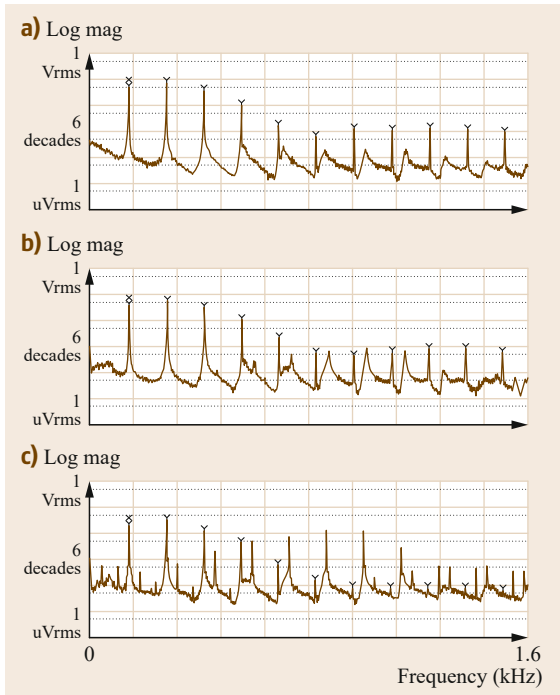 a) Log mag
1
Vrms
6
decades
1
uVrms
b) Log mag
1
Vrms
6
decades
1
uVrms
c) Log mag
1
Vrms
6
decades
1
uVrms
0
1.6
Frequency (kHz)